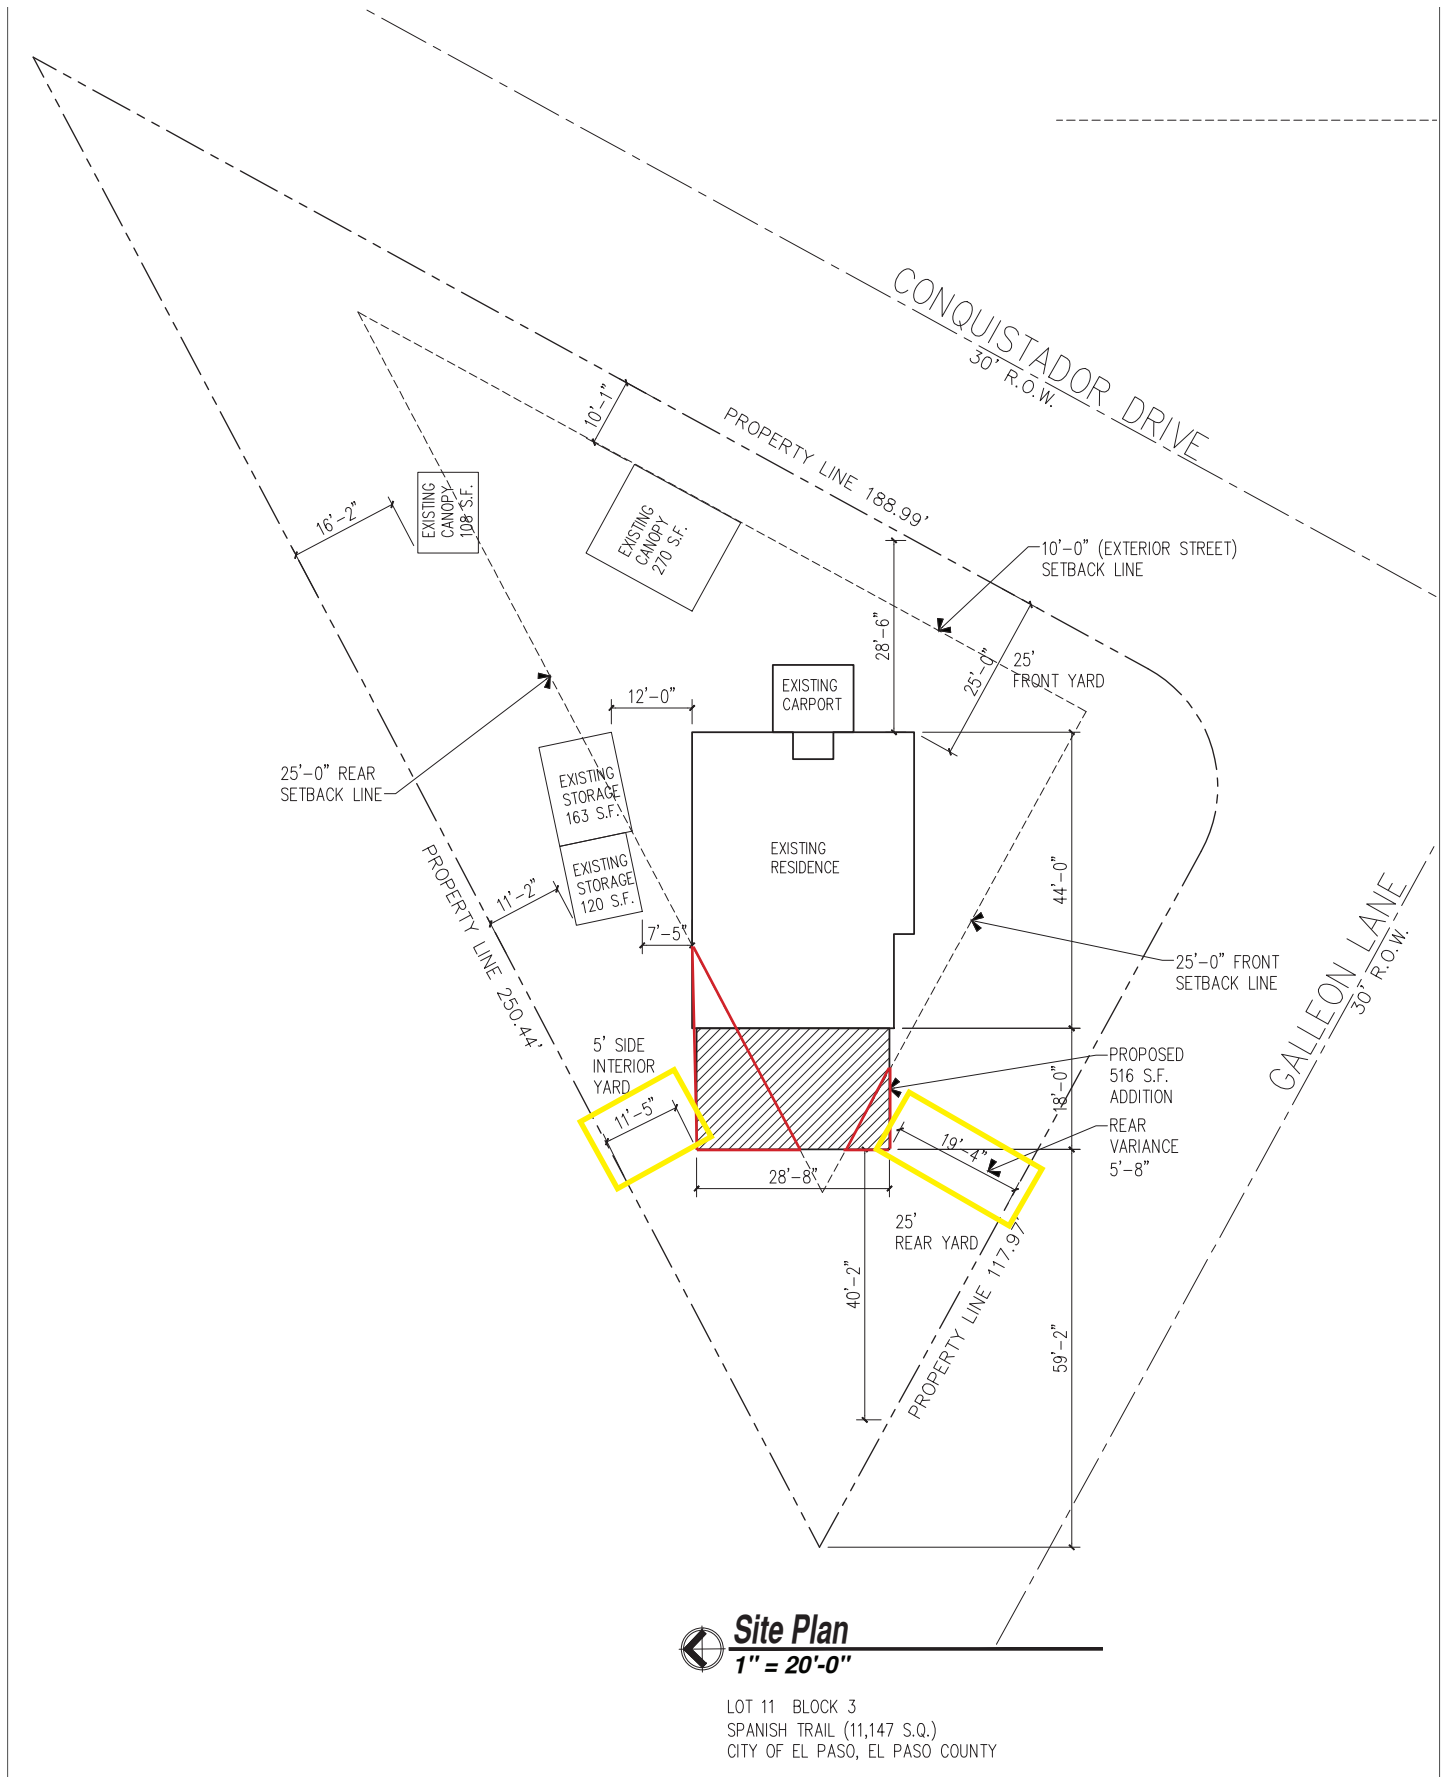 CONQUISTADOR DRIVE
30' R.O.W.
10'-1"
PROPERTY LINE 188.99'
16'-2"
EXISTING
CANOPY
108 S.F.
EXISTING
CANOPY
270 S.F.
10'-0" (EXTERIOR STREET)
SETBACK LINE
28'-6"
25'-0"
25'
FRONT YARD
12'-0"
EXISTING
CARPORT
25'-0" REAR
SETBACK LINE
EXISTING
STORAGE
163 S.F.
EXISTING
RESIDENCE
EXISTING
STORAGE
120 S.F.
11'-2"
PROPERTY LINE 250.44'
7'-5"
44'-0"
GALLEON LANE
30' R.O.W.
25'-0" FRONT
SETBACK LINE
5' SIDE
INTERIOR
YARD
11'-5"
PROPOSED
516 S.F.
ADDITION
18'-0"
REAR
VARIANCE
5'-8"
19'-4"
28'-8"
25'
REAR YARD
40'-2"
PROPERTY LINE 117.97'
59'-2"
Site Plan
1" = 20'-0"
LOT 11 BLOCK 3
SPANISH TRAIL (11,147 S.Q.)
CITY OF EL PASO, EL PASO COUNTY